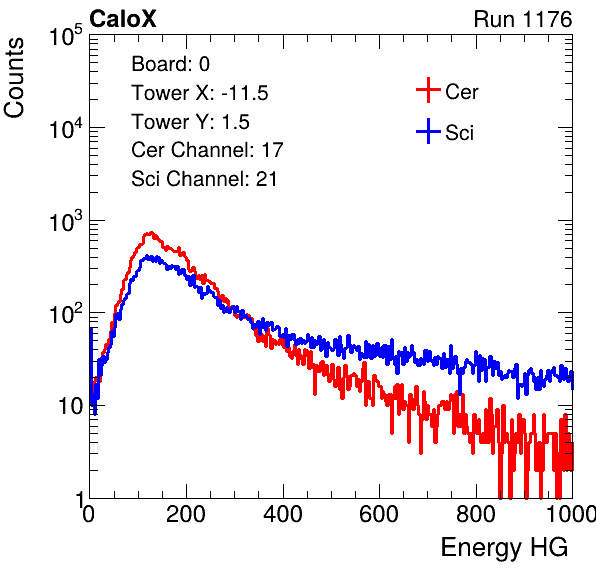 CaloX Run 1176
Counts
10^5
10^4
10^3
10^2
10
1
Board: 0
Tower X: -11.5
Tower Y: 1.5
Cer Channel: 17
Sci Channel: 21
Cer
Sci
0 200 400 600 800 1000
Energy HG